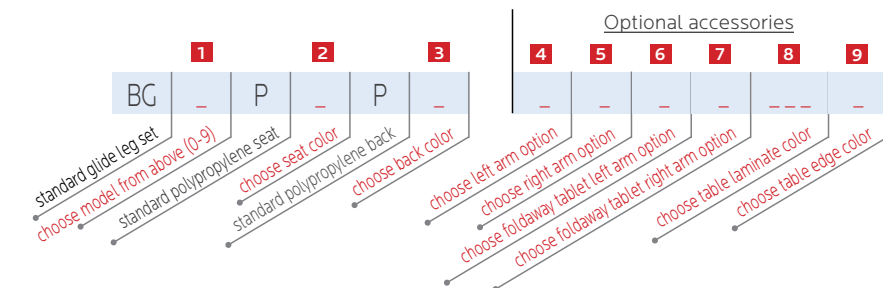 Optional accessories
1 2 3 4 5 6 7 8 9
BG _ P _ P _ _ _ _ _ _ _ _ _
standard glide leg set
choose model from above (0-9)
standard polypropylene seat
choose seat color
standard polypropylene back
choose back color
choose left arm option
choose right arm option
choose foldaway tablet left arm option
choose foldaway tablet right arm option
choose table laminate color
choose table edge color